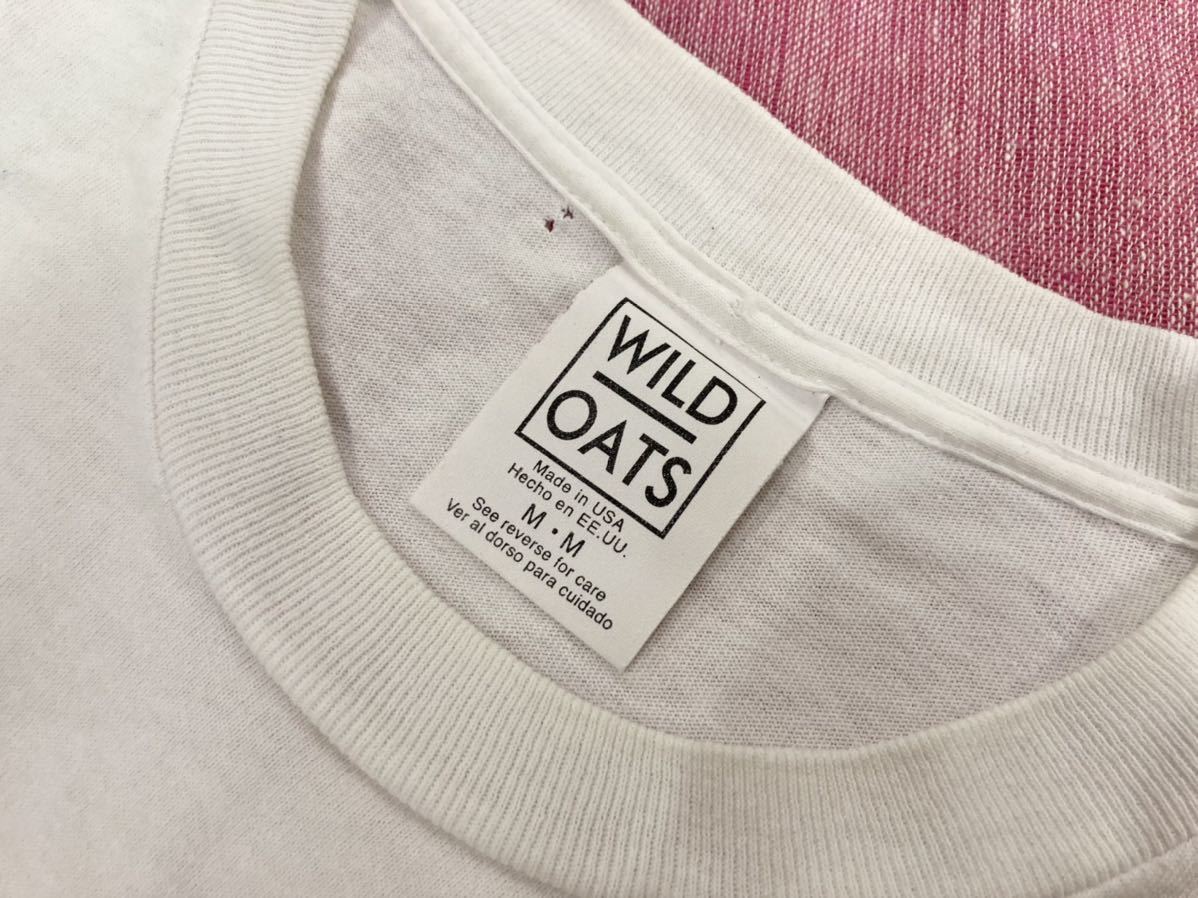 WILD
OATS
Made in USA
Hecho en EE.UU.
M • M
See reverse for care
Ver al dorso para cuidado